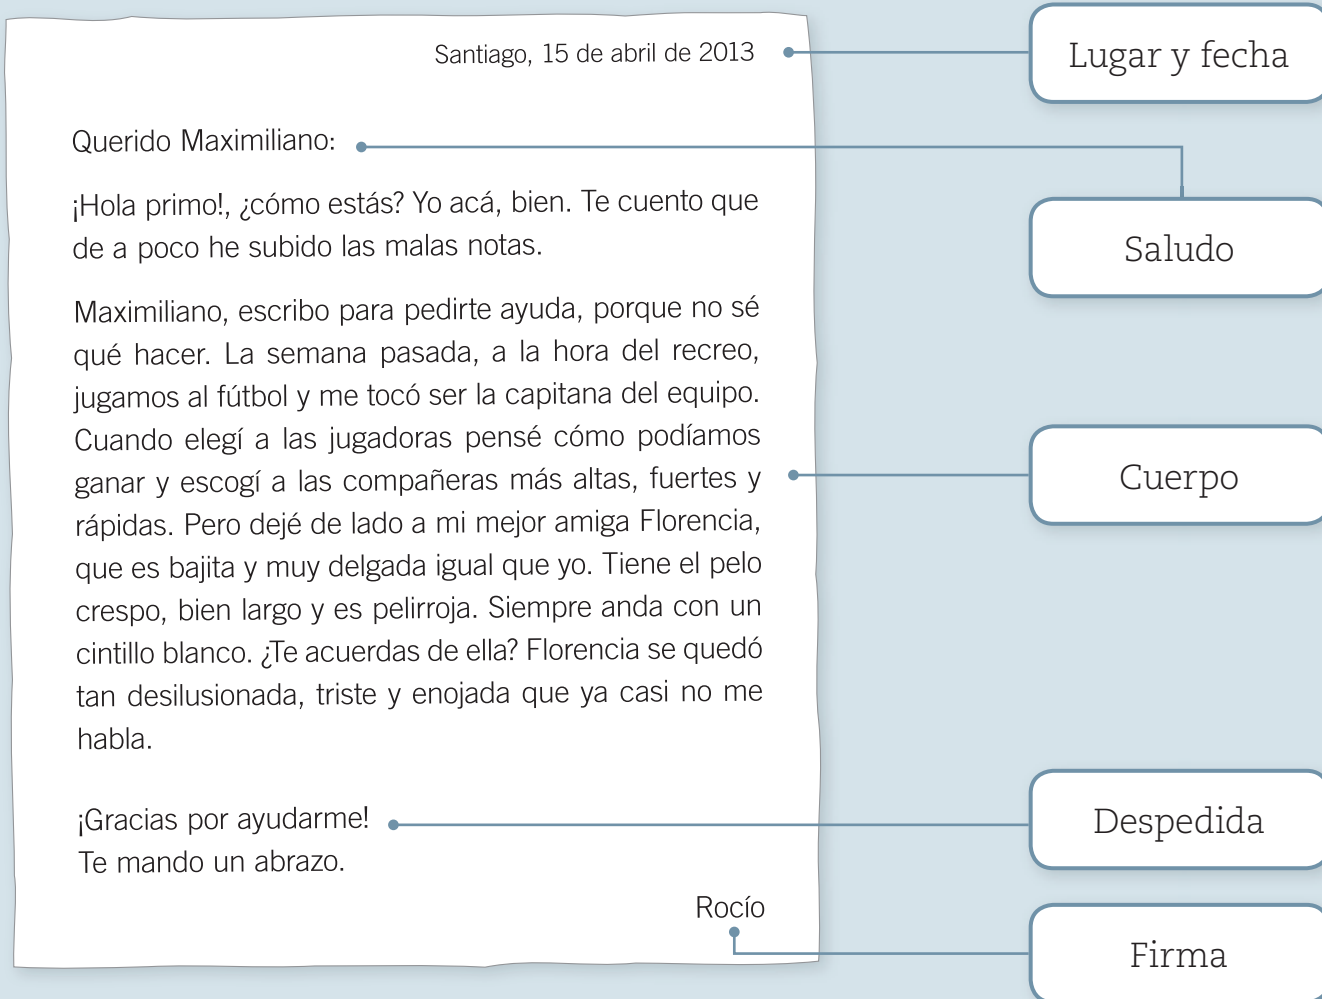 Santiago, 15 de abril de 2013
Lugar y fecha
Querido Maximiliano:
Saludo
¡Hola primo!, ¿cómo estás? Yo acá, bien. Te cuento que
de a poco he subido las malas notas.
Maximiliano, escribo para pedirte ayuda, porque no sé
qué hacer. La semana pasada, a la hora del recreo,
jugamos al fútbol y me tocó ser la capitana del equipo.
Cuando elegí a las jugadoras pensé cómo podíamos
ganar y escogí a las compañeras más altas, fuertes y
rápidas. Pero dejé de lado a mi mejor amiga Florencia,
que es bajita y muy delgada igual que yo. Tiene el pelo
crespo, bien largo y es pelirroja. Siempre anda con un
cintillo blanco. ¿Te acuerdas de ella? Florencia se quedó
tan desilusionada, triste y enojada que ya casi no me
habla.
Cuerpo
¡Gracias por ayudarme!
Te mando un abrazo.
Despedida
Rocío
Firma